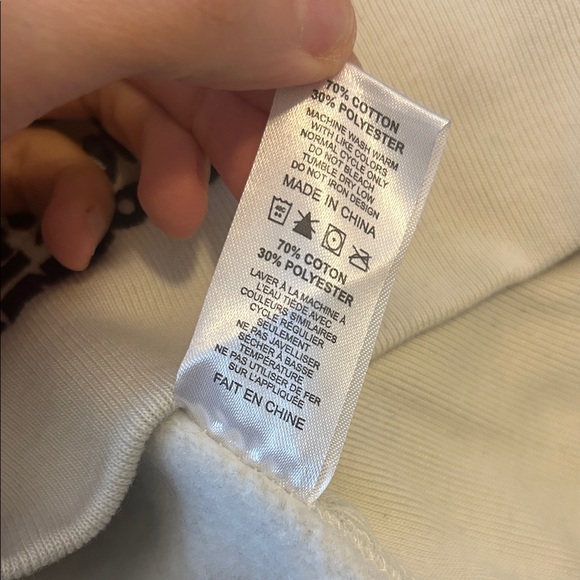 70% COTTON
30% POLYESTER
MACHINE WASH WARM
WITH LIKE COLORS
NORMAL CYCLE ONLY
DO NOT BLEACH
TUMBLE DRY LOW
DO NOT IRON DESIGN
MADE IN CHINA
70% COTON
30% POLYESTER
LAVER À LA MACHINE À
L'EAU TIÈDE AVEC
COULEURS SIMILAIRES
CYCLE RÉGULIER
SEULEMENT
NE PAS JAVELLISER
SÉCHER À BASSE
TEMPÉRATURE
NE PAS UTILISER DE FER
SUR L'APPLIQUÉE
FAIT EN CHINE